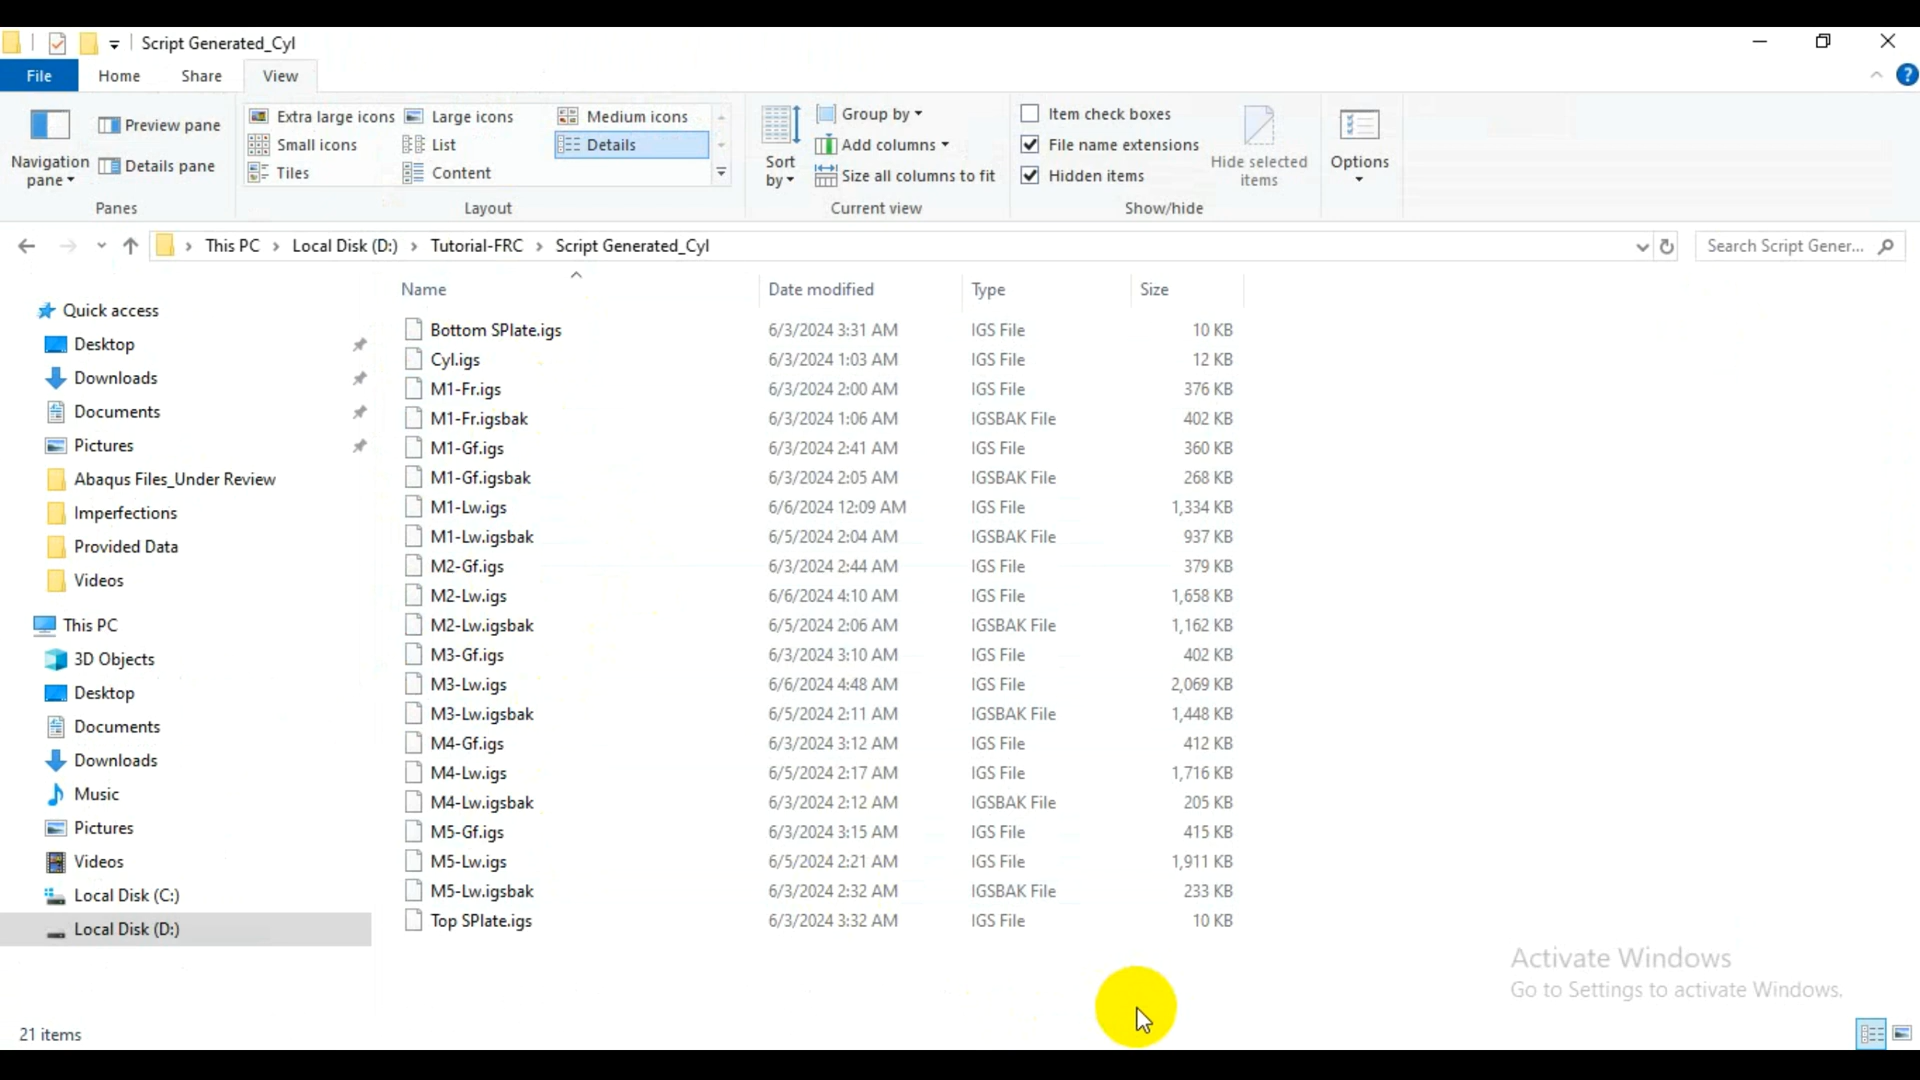 Script Generated_Cyl
File Home Share View
Navigation pane
Preview pane
Details pane
Panes
Extra large icons Large icons Medium icons
Small icons List Details
Tiles Content
Layout
Sort by
Group by
Add columns
Size all columns to fit
Current view
Item check boxes
File name extensions
Hidden items
Hide selected items
Show/hide
Options
This PC › Local Disk (D:) › Tutorial-FRC › Script Generated_Cyl
Search Script Gener...
Quick access
Desktop
Downloads
Documents
Pictures
Abaqus Files_Under Review
Imperfections
Provided Data
Videos
This PC
3D Objects
Desktop
Documents
Downloads
Music
Pictures
Videos
Local Disk (C:)
Local Disk (D:)
Name Date modified Type Size
Bottom SPlate.igs 6/3/2024 3:31 AM IGS File 10 KB
Cyl.igs 6/3/2024 1:03 AM IGS File 12 KB
M1-Fr.igs 6/3/2024 2:00 AM IGS File 376 KB
M1-Fr.igsbak 6/3/2024 1:06 AM IGSBAK File 402 KB
M1-Gf.igs 6/3/2024 2:41 AM IGS File 360 KB
M1-Gf.igsbak 6/3/2024 2:05 AM IGSBAK File 268 KB
M1-Lw.igs 6/6/2024 12:09 AM IGS File 1,334 KB
M1-Lw.igsbak 6/5/2024 2:04 AM IGSBAK File 937 KB
M2-Gf.igs 6/3/2024 2:44 AM IGS File 379 KB
M2-Lw.igs 6/6/2024 4:10 AM IGS File 1,658 KB
M2-Lw.igsbak 6/5/2024 2:06 AM IGSBAK File 1,162 KB
M3-Gf.igs 6/3/2024 3:10 AM IGS File 402 KB
M3-Lw.igs 6/6/2024 4:48 AM IGS File 2,069 KB
M3-Lw.igsbak 6/5/2024 2:11 AM IGSBAK File 1,448 KB
M4-Gf.igs 6/3/2024 3:12 AM IGS File 412 KB
M4-Lw.igs 6/5/2024 2:17 AM IGS File 1,716 KB
M4-Lw.igsbak 6/3/2024 2:12 AM IGSBAK File 205 KB
M5-Gf.igs 6/3/2024 3:15 AM IGS File 415 KB
M5-Lw.igs 6/5/2024 2:21 AM IGS File 1,911 KB
M5-Lw.igsbak 6/3/2024 2:32 AM IGSBAK File 233 KB
Top SPlate.igs 6/3/2024 3:32 AM IGS File 10 KB
Activate Windows
Go to Settings to activate Windows.
21 items